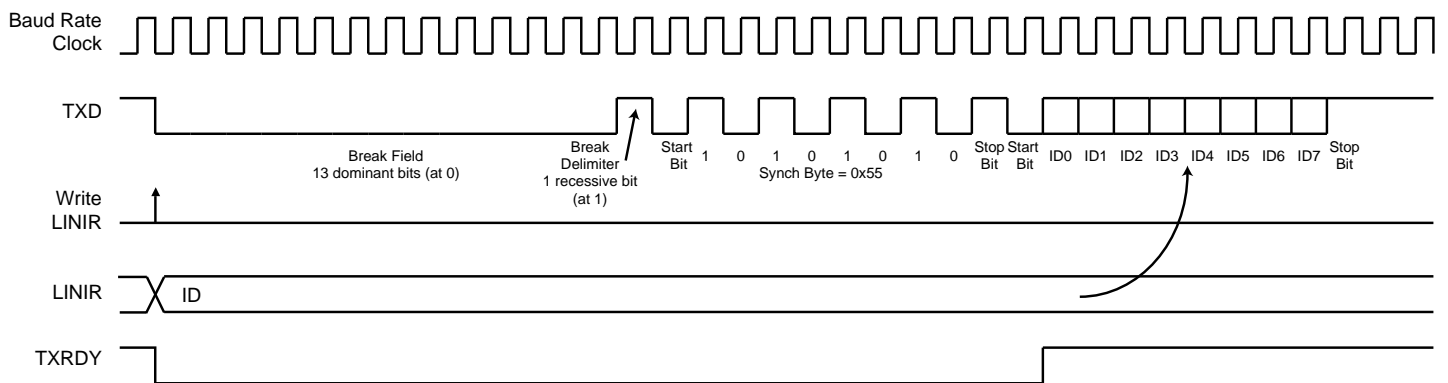 Baud Rate
Clock
TXD
Break Field
13 dominant bits (at 0)
Break
Delimiter
1 recessive bit
(at 1)
Start
Bit
1 0 1 0 1 0 1 0
Synch Byte = 0x55
Stop
Bit
Start
Bit
ID0 ID1 ID2 ID3 ID4 ID5 ID6 ID7
Stop
Bit
Write
LINIR
LINIR
ID
TXRDY